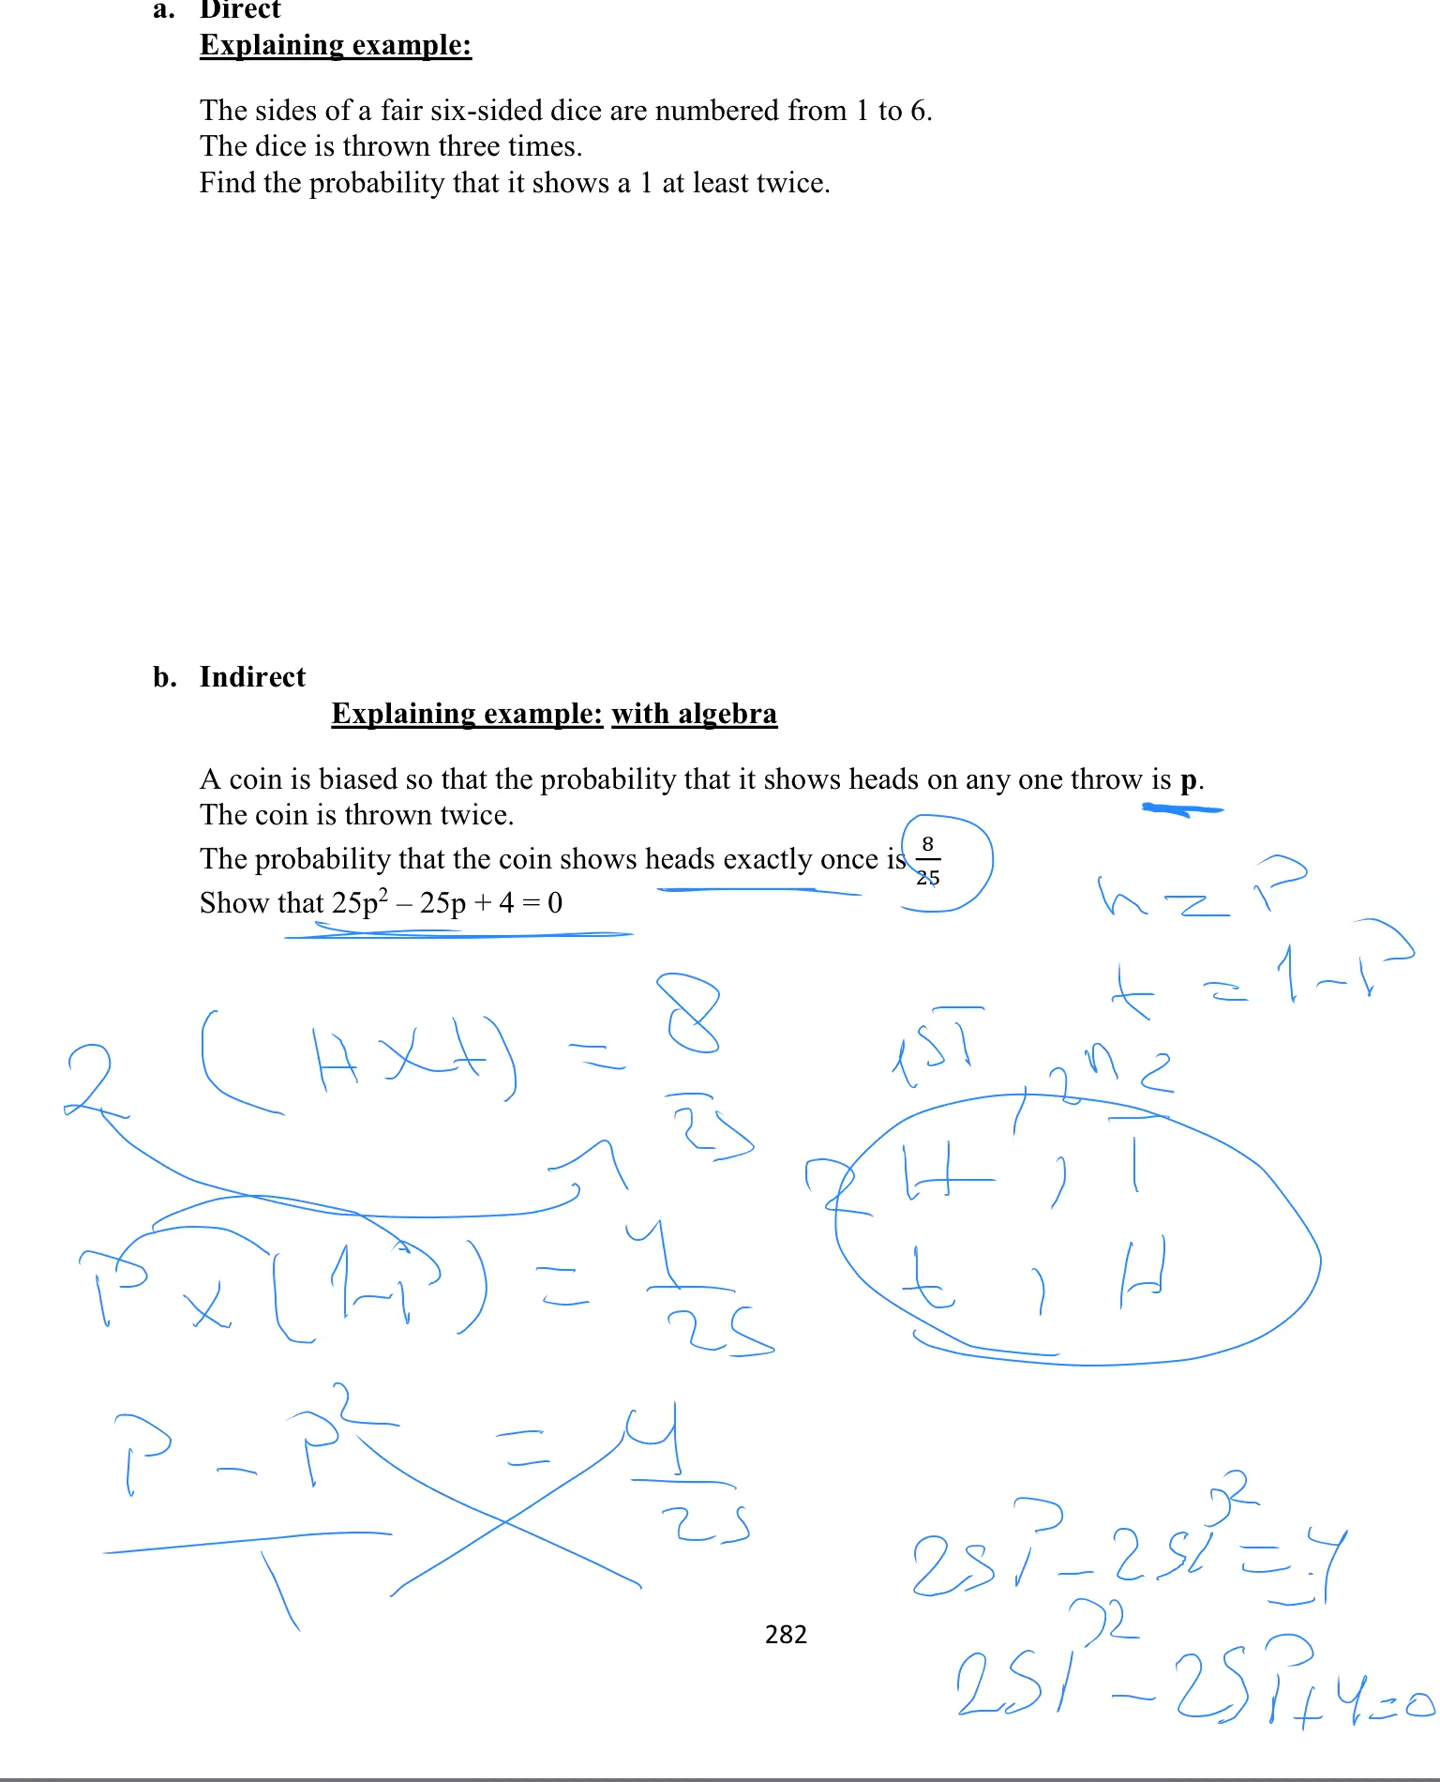 a. Direct
Explaining example:
The sides of a fair six-sided dice are numbered from 1 to 6.
The dice is thrown three times.
Find the probability that it shows a 1 at least twice.
b. Indirect
Explaining example: with algebra
A coin is biased so that the probability that it shows heads on any one throw is p.
The coin is thrown twice.
The probability that the coin shows heads exactly once is 8/25
Show that 25p² – 25p + 4 = 0
h = P
t = 1-P
2 (H×t) = 8/25
1st, 2nd
2 H, T
t, H
P × (1-P) = 4/25
P - P² = 4/25
1
25P - 25P² = 4
25P² - 25P + 4 = 0
282